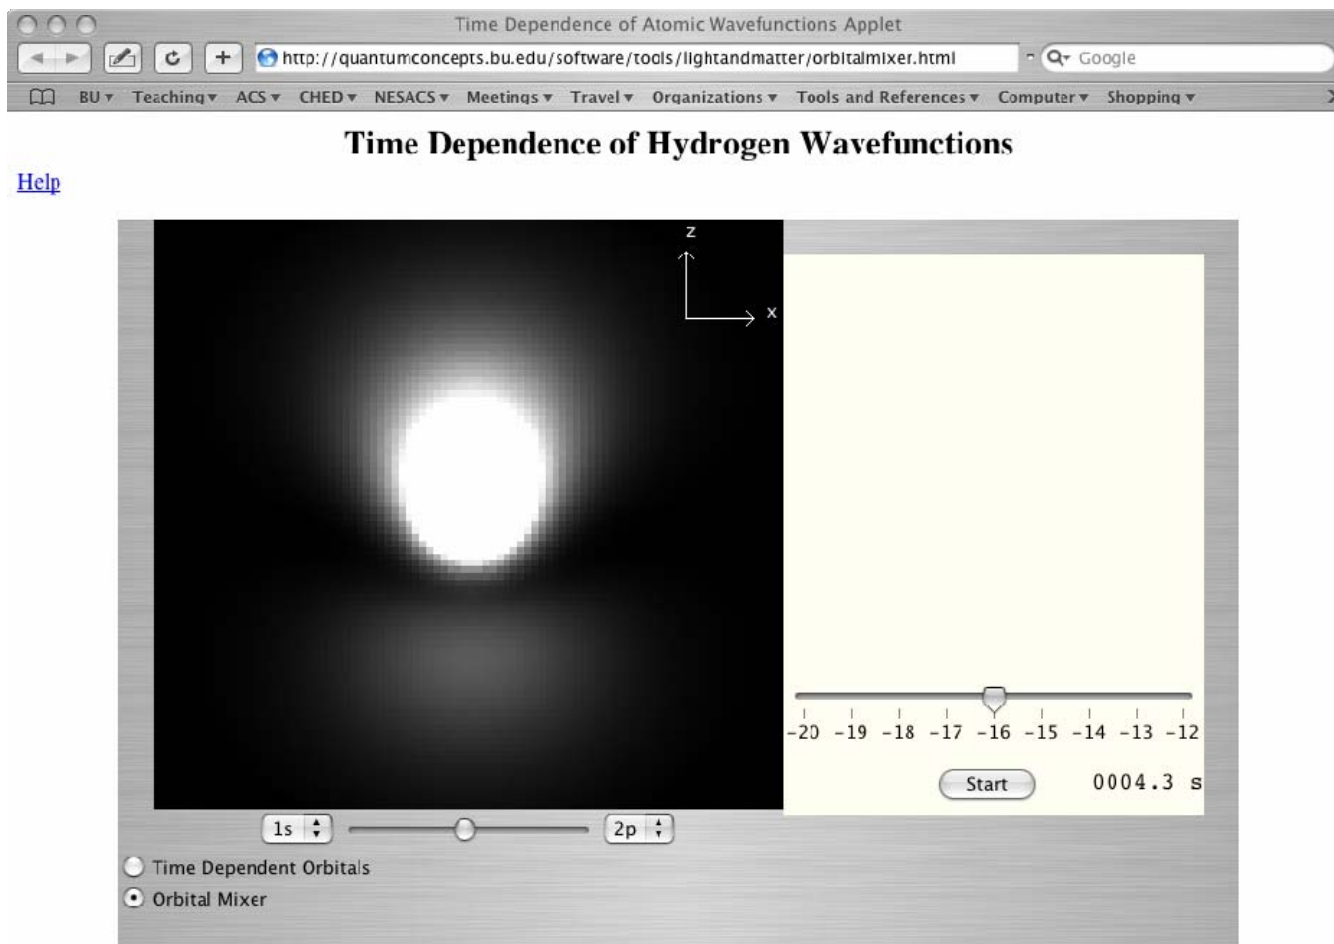 Time Dependence of Atomic Wavefunctions Applet
http://quantumconcepts.bu.edu/software/tools/lightandmatter/orbitalmixer.html
Google
BU Teaching ACS CHED NESACS Meetings Travel Organizations Tools and References Computer Shopping
Time Dependence of Hydrogen Wavefunctions
Help
z
x
-20 -19 -18 -17 -16 -15 -14 -13 -12
Start 0004.3 s
1s 2p
Time Dependent Orbitals
Orbital Mixer